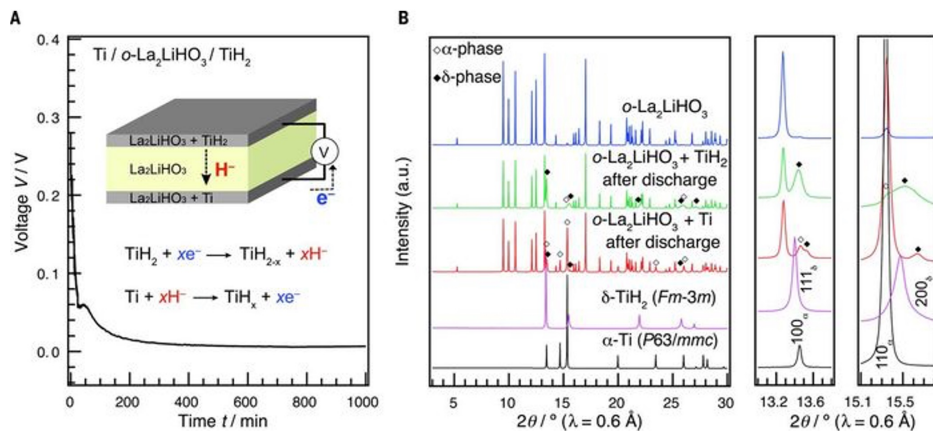 A
Ti / o-La₂LiHO₃ / TiH₂
0.4
0.3
0.2
0.1
0.0
Voltage V / V
La₂LiHO₃ + TiH₂
La₂LiHO₃
H⁻
La₂LiHO₃ + Ti
V
e⁻
TiH₂ + xe⁻ → TiH₂₋ₓ + xH⁻
Ti + xH⁻ → TiHₓ + xe⁻
0 200 400 600 800 1000
Time t / min
B
◇α-phase
◆δ-phase
o-La₂LiHO₃
o-La₂LiHO₃ + TiH₂
after discharge
o-La₂LiHO₃ + Ti
after discharge
δ-TiH₂ (Fm-3m)
α-Ti (P63/mmc)
Intensity (a.u.)
5 10 15 20 25 30
2θ / ° (λ = 0.6 Å)
100α
111δ
13.2 13.6
110α
200δ
15.1 15.5
2θ / ° (λ = 0.6 Å)